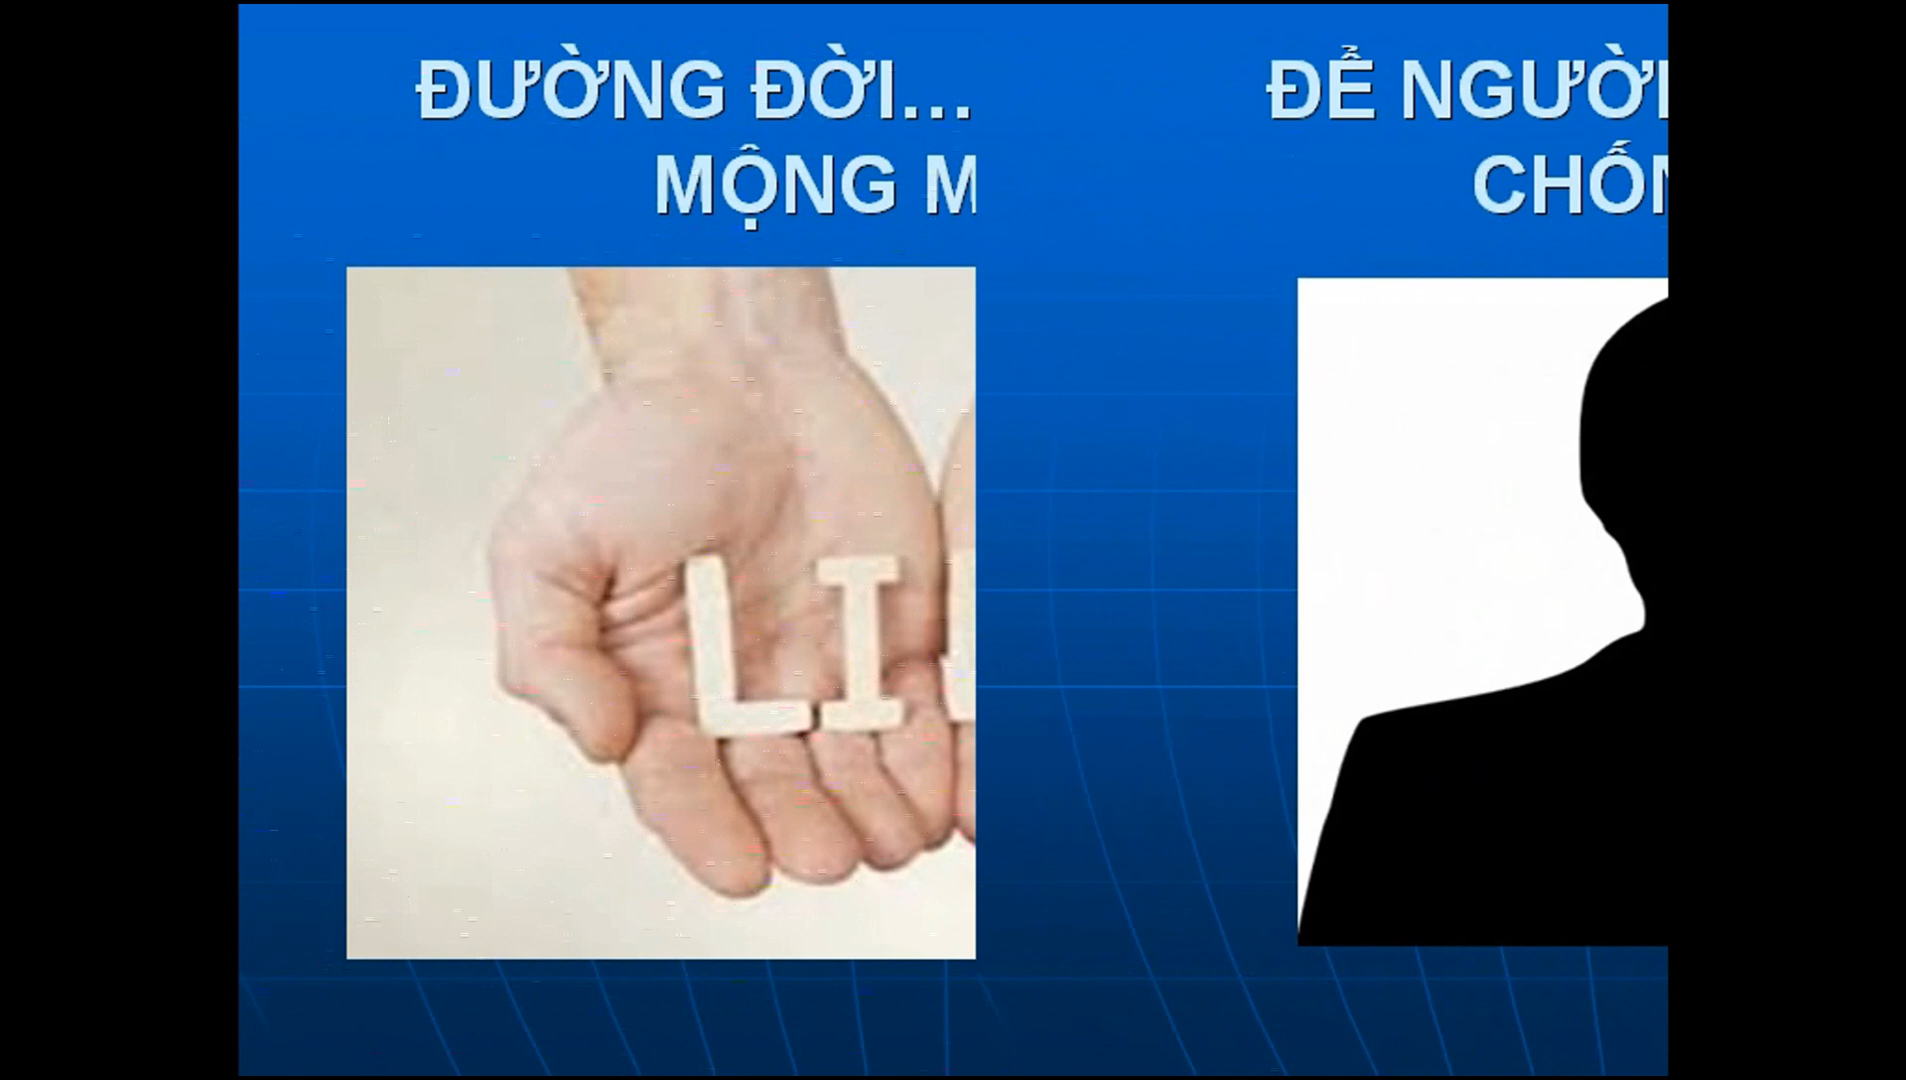 ĐƯỜNG ĐỜI...
MỘNG M
LI
ĐỂ NGƯỜI
CHỐN